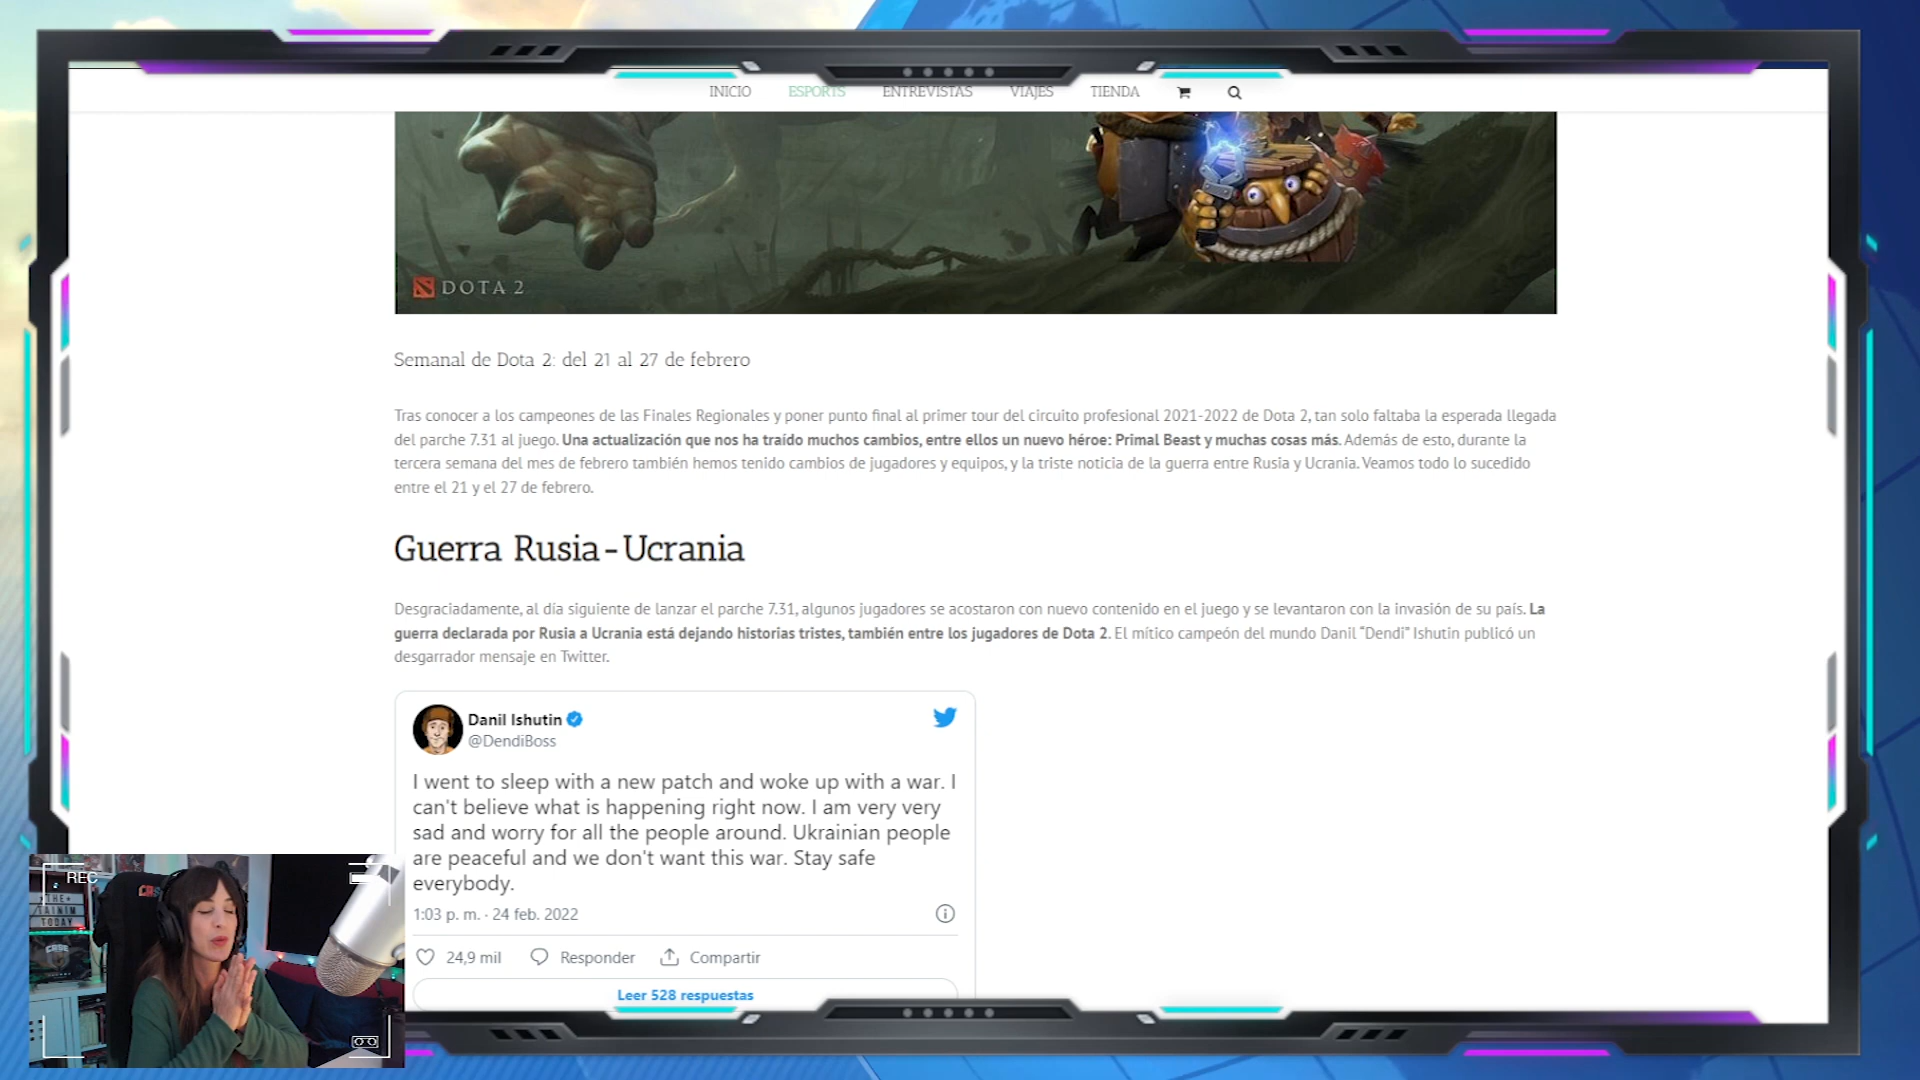 INICIO ESPORTS ENTREVISTAS VIAJES TIENDA
DOTA 2
Semanal de Dota 2: del 21 al 27 de febrero
Tras conocer a los campeones de las Finales Regionales y poner punto final al primer tour del circuito profesional 2021-2022 de Dota 2, tan solo faltaba la esperada llegada
del parche 7.31 al juego. Una actualización que nos ha traído muchos cambios, entre ellos un nuevo héroe: Primal Beast y muchas cosas más. Además de esto, durante la
tercera semana del mes de febrero también hemos tenido cambios de jugadores y equipos, y la triste noticia de la guerra entre Rusia y Ucrania. Veamos todo lo sucedido
entre el 21 y el 27 de febrero.
Guerra Rusia-Ucrania
Desgraciadamente, al día siguiente de lanzar el parche 7.31, algunos jugadores se acostaron con nuevo contenido en el juego y se levantaron con la invasión de su país. La
guerra declarada por Rusia a Ucrania está dejando historias tristes, también entre los jugadores de Dota 2. El mítico campeón del mundo Danil “Dendi” Ishutin publicó un
desgarrador mensaje en Twitter.
Danil Ishutin
@DendiBoss
I went to sleep with a new patch and woke up with a war. I
can't believe what is happening right now. I am very very
sad and worry for all the people around. Ukrainian people
are peaceful and we don't want this war. Stay safe
everybody.
1:03 p. m. · 24 feb. 2022
24,9 mil Responder Compartir
Leer 528 respuestas
REC
THE
TAINIM
TODAY